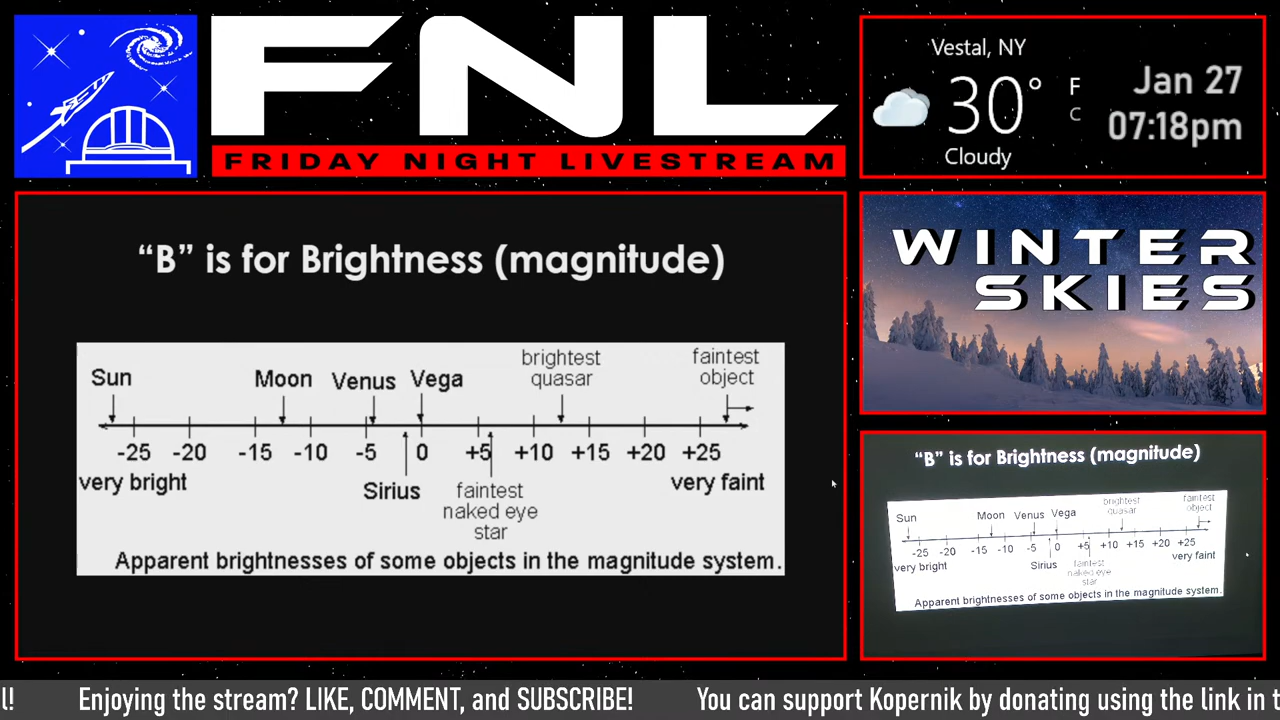 FNL
FRIDAY NIGHT LIVESTREAM
Vestal, NY
30° F
C
Cloudy
Jan 27
07:18pm
“B” is for Brightness (magnitude)
Sun Moon Venus Vega brightest quasar faintest object
-25 -20 -15 -10 -5 0 +5 +10 +15 +20 +25
very bright Sirius faintest naked eye star very faint
Apparent brightnesses of some objects in the magnitude system.
WINTER
SKIES
“B” is for Brightness (magnitude)
Sun Moon Venus Vega brightest quasar faintest object
-25 -20 -15 -10 -5 0 +5 +10 +15 +20 +25
very bright Sirius faintest naked eye star very faint
Apparent brightnesses of some objects in the magnitude system.
l! Enjoying the stream? LIKE, COMMENT, and SUBSCRIBE! You can support Kopernik by donating using the link in t